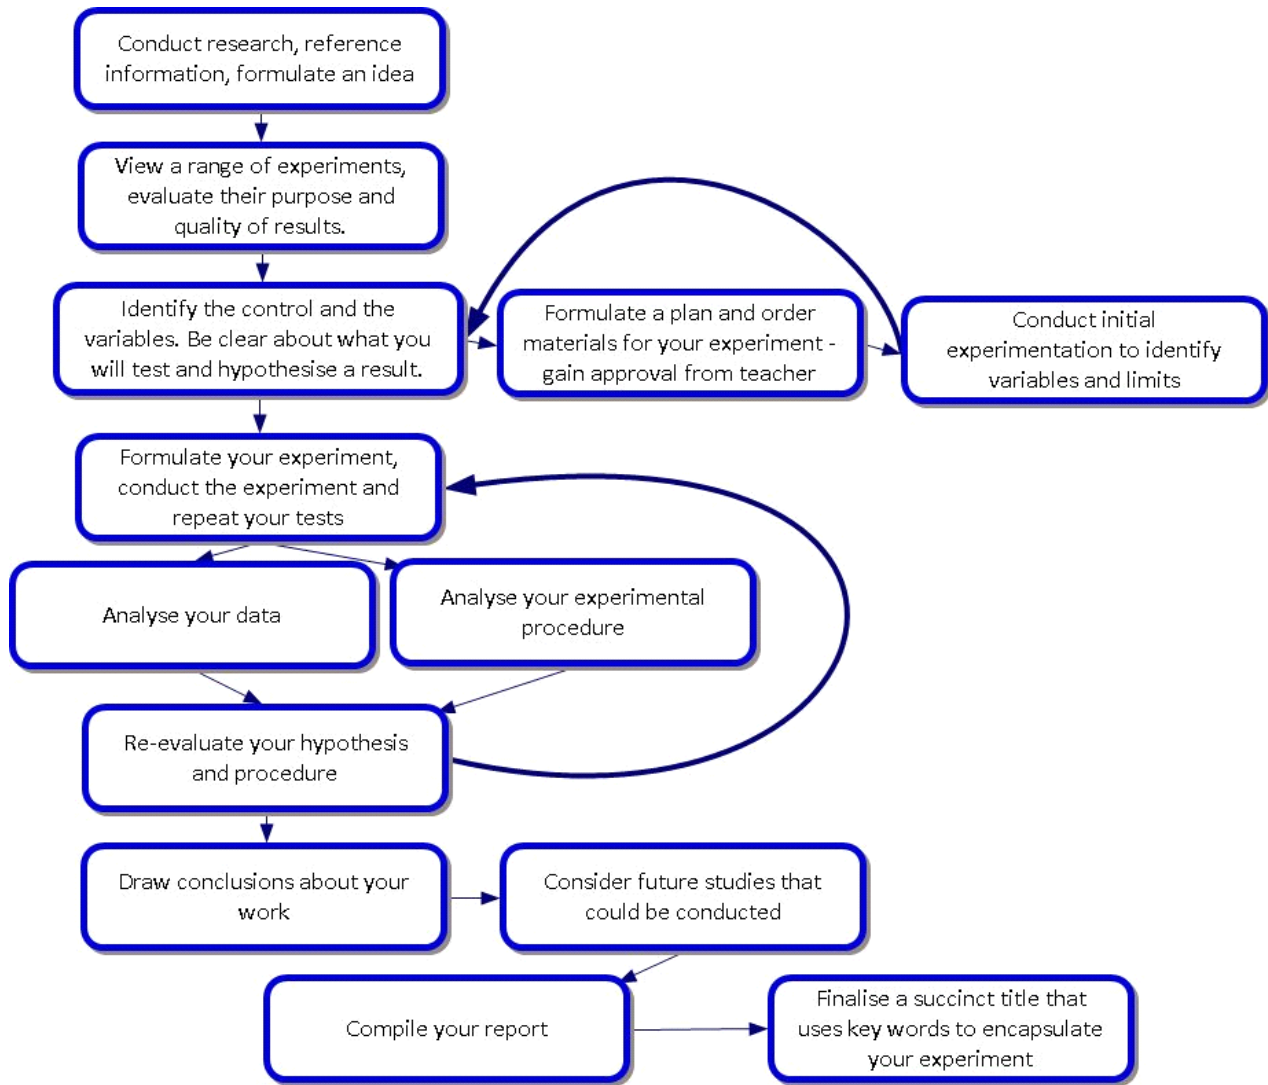 Conduct research, reference
information, formulate an idea
View a range of experiments,
evaluate their purpose and
quality of results.
Identify the control and the
variables. Be clear about what you
will test and hypothesise a result.
Formulate a plan and order
materials for your experiment -
gain approval from teacher
Conduct initial
experimentation to identify
variables and limits
Formulate your experiment,
conduct the experiment and
repeat your tests
Analyse your data
Analyse your experimental
procedure
Re-evaluate your hypothesis
and procedure
Draw conclusions about your
work
Consider future studies that
could be conducted
Compile your report
Finalise a succinct title that
uses key words to encapsulate
your experiment